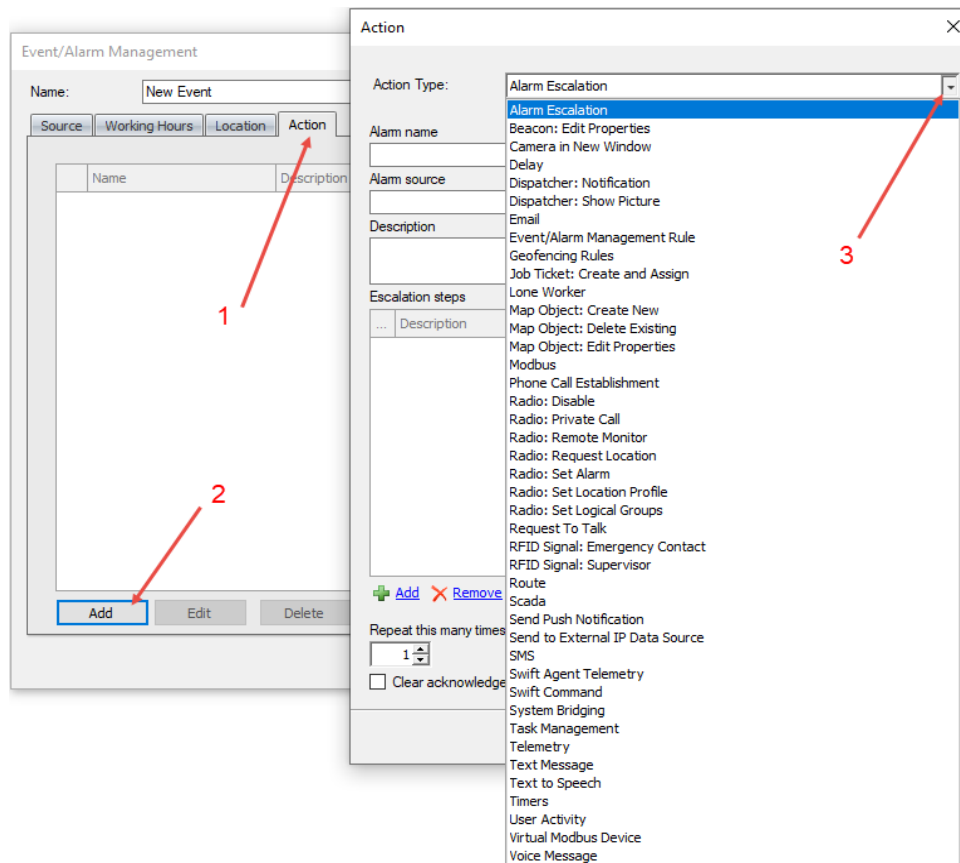 Event/Alarm Management
Name:
New Event
Source
Working Hours
Location
Action
Name
Description
1
2
Add
Edit
Delete
Action
Action Type:
Alarm Escalation
Alarm name
Alarm source
Description
Escalation steps
...
Description
Add
Remove
Repeat this many times
1
Clear acknowledge
Alarm Escalation
Beacon: Edit Properties
Camera in New Window
Delay
Dispatcher: Notification
Dispatcher: Show Picture
Email
Event/Alarm Management Rule
Geofencing Rules
Job Ticket: Create and Assign
Lone Worker
Map Object: Create New
Map Object: Delete Existing
Map Object: Edit Properties
Modbus
Phone Call Establishment
Radio: Disable
Radio: Private Call
Radio: Remote Monitor
Radio: Request Location
Radio: Set Alarm
Radio: Set Location Profile
Radio: Set Logical Groups
Request To Talk
RFID Signal: Emergency Contact
RFID Signal: Supervisor
Route
Scada
Send Push Notification
Send to External IP Data Source
SMS
Swift Agent Telemetry
Swift Command
System Bridging
Task Management
Telemetry
Text Message
Text to Speech
Timers
User Activity
Virtual Modbus Device
Voice Message
3